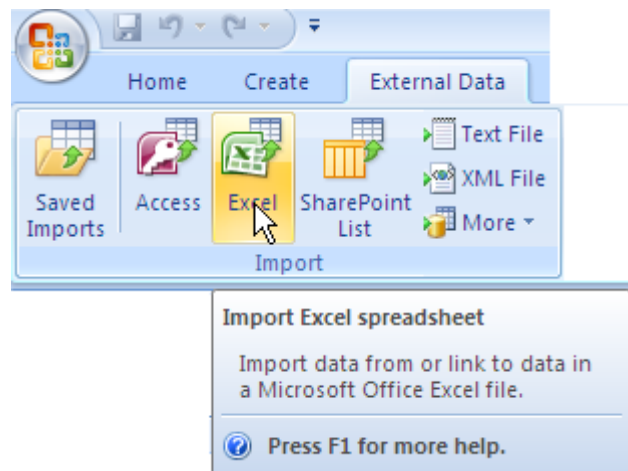 Home Create External Data
Saved Imports
Access
Excel
SharePoint List
Text File
XML File
More
Import
Import Excel spreadsheet
Import data from or link to data in
a Microsoft Office Excel file.
Press F1 for more help.